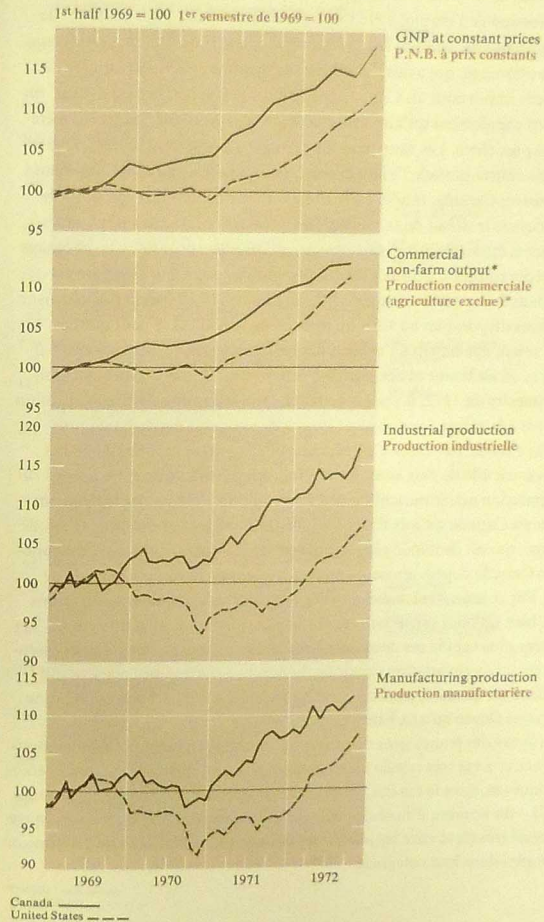 1st half 1969 = 100 1er semestre de 1969 = 100
GNP at constant prices
P.N.B. à prix constants
115
110
105
100
95
Commercial
non-farm output*
Production commerciale
(agriculture exclue)*
110
105
100
95
Industrial production
Production industrielle
120
115
110
105
100
95
90
Manufacturing production
Production manufacturière
115
110
105
100
95
90
1969 1970 1971 1972
Canada
United States